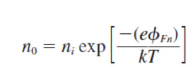 n₀ = nᵢ exp [ −(eϕ_Fn) / kT ]